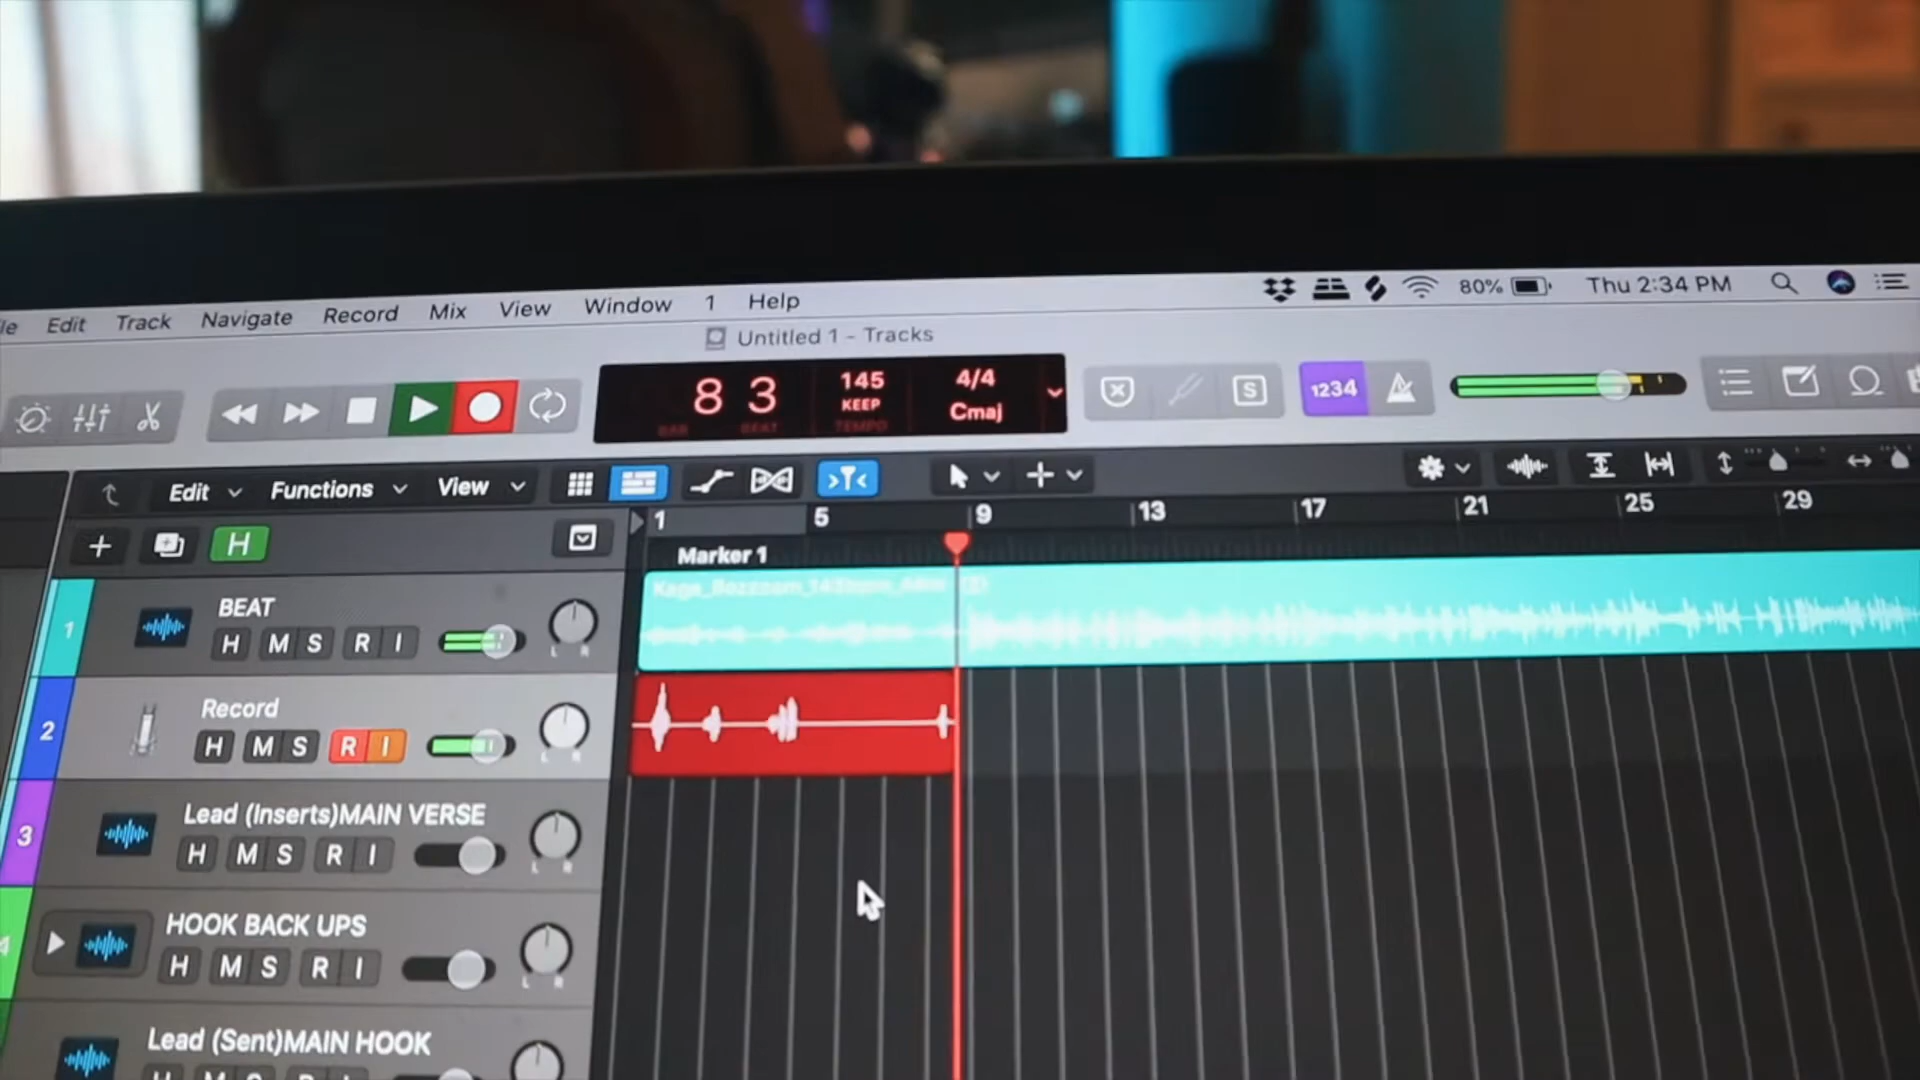 le Edit Track Navigate Record Mix View Window 1 Help 80% Thu 2:34 PM
Untitled 1 - Tracks
8 3 145 4/4
KEEP Cmaj
BAR BEAT TEMPO
S 1234
Edit Functions View
H
1 5 9 13 17 21 25 29
Marker 1
1 BEAT
H M S R I
L R
2 Record
H M S R I
L R
3 Lead (Inserts)MAIN VERSE
H M S R I
L R
4 HOOK BACK UPS
H M S R I
L R
Lead (Sent)MAIN HOOK
H M S R I